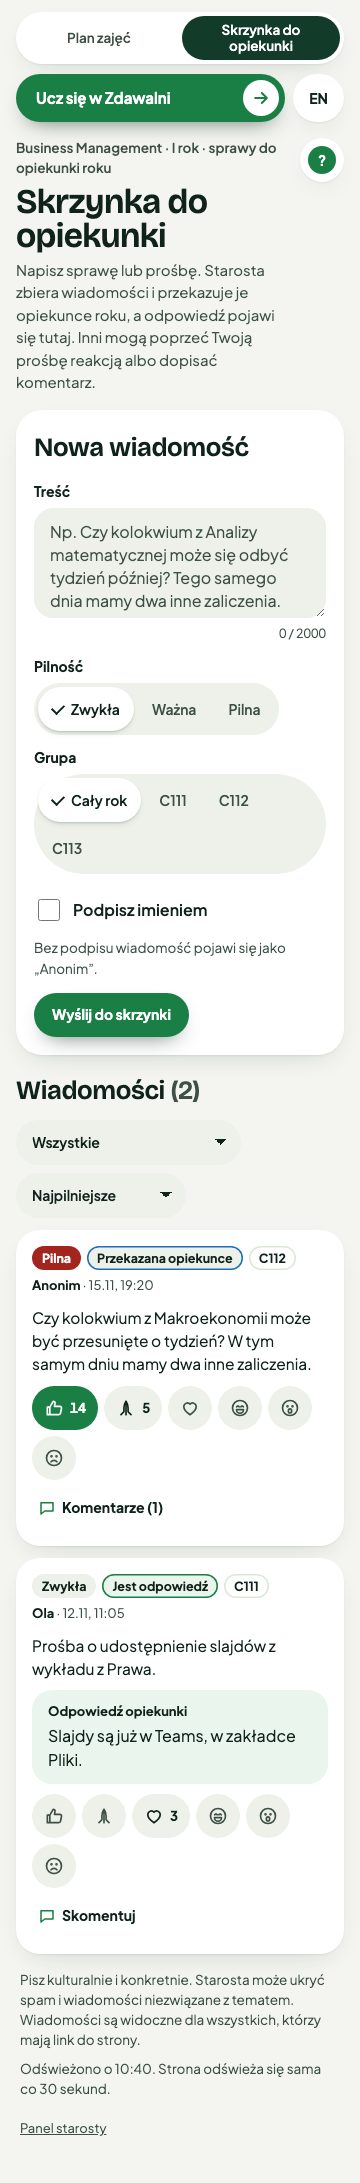 Plan zajęć
Skrzynka do
opiekunki
Ucz się w Zdawalni
EN
Business Management · I rok · sprawy do
opiekunki roku
?
Skrzynka do
opiekunki
Napisz sprawę lub prośbę. Starosta
zbiera wiadomości i przekazuje je
opiekunce roku, a odpowiedź pojawi
się tutaj. Inni mogą poprzeć Twoją
prośbę reakcją albo dopisać
komentarz.
Nowa wiadomość
Treść
Np. Czy kolokwium z Analizy
matematycznej może się odbyć
tydzień później? Tego samego
dnia mamy dwa inne zaliczenia.
0 / 2000
Pilność
Zwykła
Ważna
Pilna
Grupa
Cały rok
C111
C112
C113
Podpisz imieniem
Bez podpisu wiadomość pojawi się jako
„Anonim”.
Wyślij do skrzynki
Wiadomości (2)
Wszystkie
Najpilniejsze
Pilna
Przekazana opiekunce
C112
Anonim · 15.11, 19:20
Czy kolokwium z Makroekonomii może
być przesunięte o tydzień? W tym
samym dniu mamy dwa inne zaliczenia.
14
5
Komentarze (1)
Zwykła
Jest odpowiedź
C111
Ola · 12.11, 11:05
Prośba o udostępnienie slajdów z
wykładu z Prawa.
Odpowiedź opiekunki
Slajdy są już w Teams, w zakładce
Pliki.
3
Skomentuj
Pisz kulturalnie i konkretnie. Starosta może ukryć
spam i wiadomości niezwiązane z tematem.
Wiadomości są widoczne dla wszystkich, którzy
mają link do strony.
Odświeżono o 10:40. Strona odświeża się sama
co 30 sekund.
Panel starosty